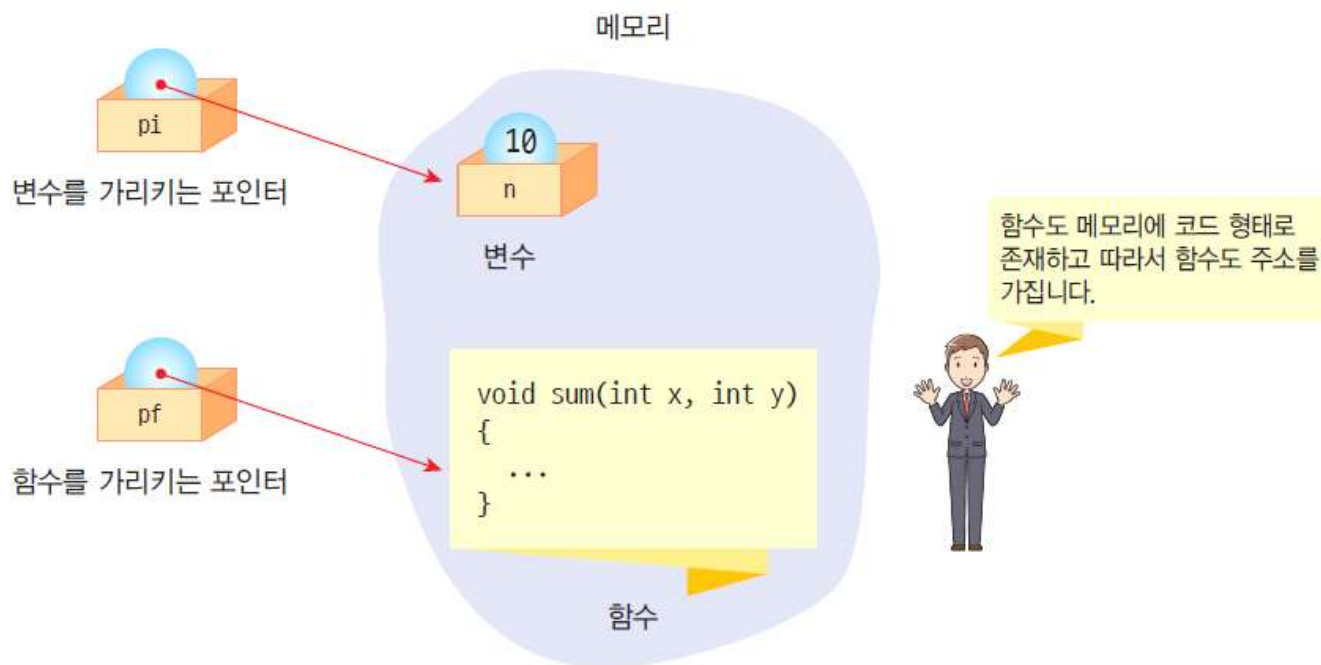 메모리
pi
변수를 가리키는 포인터
10
n
변수
함수도 메모리에 코드 형태로
존재하고 따라서 함수도 주소를
가집니다.
pf
함수를 가리키는 포인터
void sum(int x, int y)
{
...
}
함수